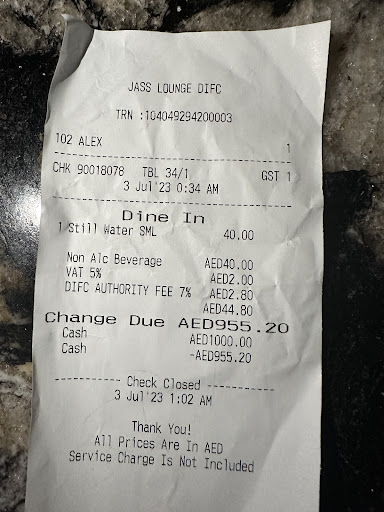 JASS LOUNGE DIFC
TRN :104049294200003
102 ALEX 1
CHK 90018078 TBL 34/1 GST 1
3 Jul'23 0:34 AM
Dine In
1 Still Water SML 40.00
Non Alc Beverage AED40.00
VAT 5% AED2.00
DIFC AUTHORITY FEE 7% AED2.80
AED44.80
Change Due AED955.20
Cash AED1000.00
Cash -AED955.20
----------- Check Closed -----------
3 Jul'23 1:02 AM
Thank You!
All Prices Are In AED
Service Charge Is Not Included